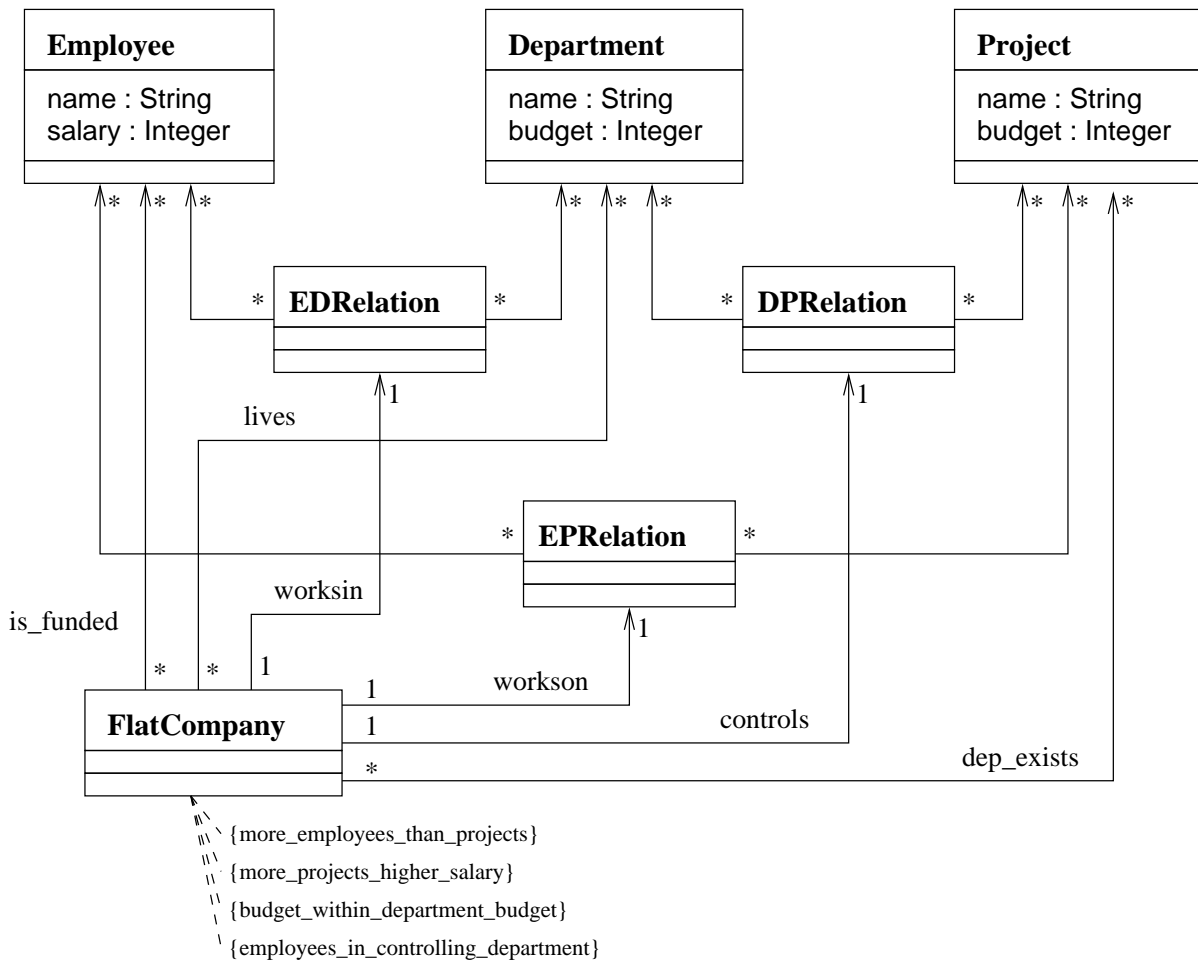 Employee
name : String
salary : Integer
Department
name : String
budget : Integer
Project
name : String
budget : Integer
* * *
* * *
* * *
* EDRelation *
* DPRelation *
1
1
lives
* EPRelation *
worksin
is_funded
1
* * 1
1 workson
FlatCompany
1 controls
* dep_exists
{more_employees_than_projects}
{more_projects_higher_salary}
{budget_within_department_budget}
{employees_in_controlling_department}